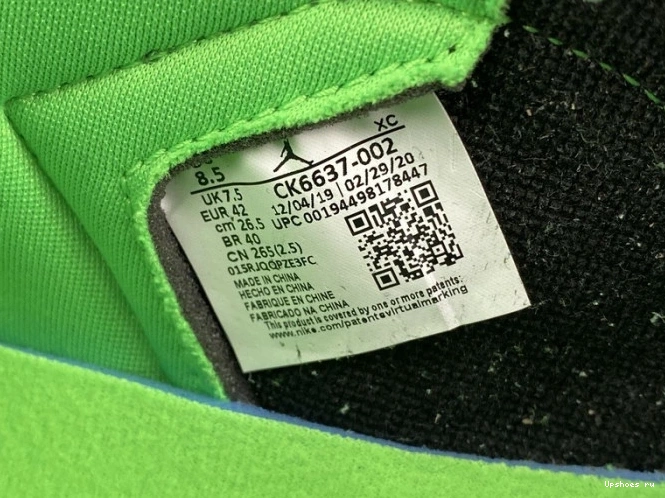 XC
8.5
UK 7.5
EUR 42
cm 26.5
BR 40
CN 265(2.5)
CK6637-002
12/04/19 | 02/29/20
UPC 00194498178447
015RJQQPZE3FC
MADE IN CHINA
HECHO EN CHINA
FABRIQUE EN CHINE
FABRICADO NA CHINA
This product is covered by one or more patents:
www.nike.com/patentsvirtualmarking
Upshoes ru